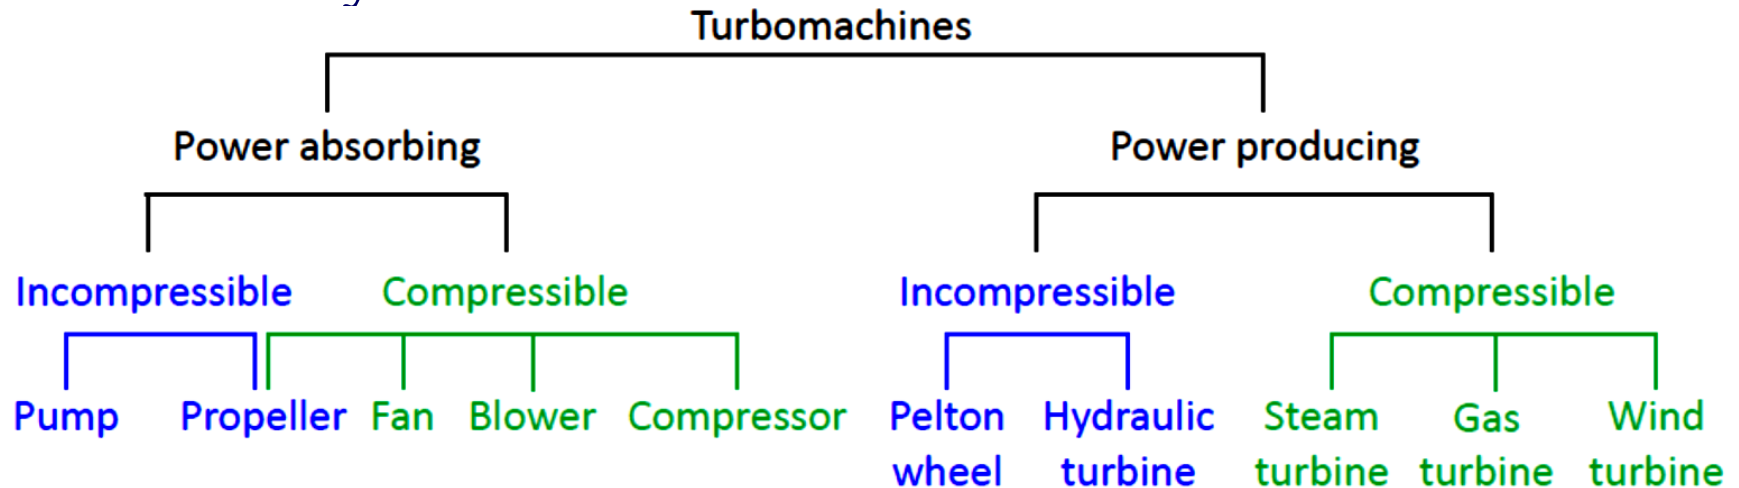 Turbomachines
Power absorbing Power producing
Incompressible Compressible Incompressible Compressible
Pump Propeller Fan Blower Compressor Pelton wheel Hydraulic turbine Steam turbine Gas turbine Wind turbine